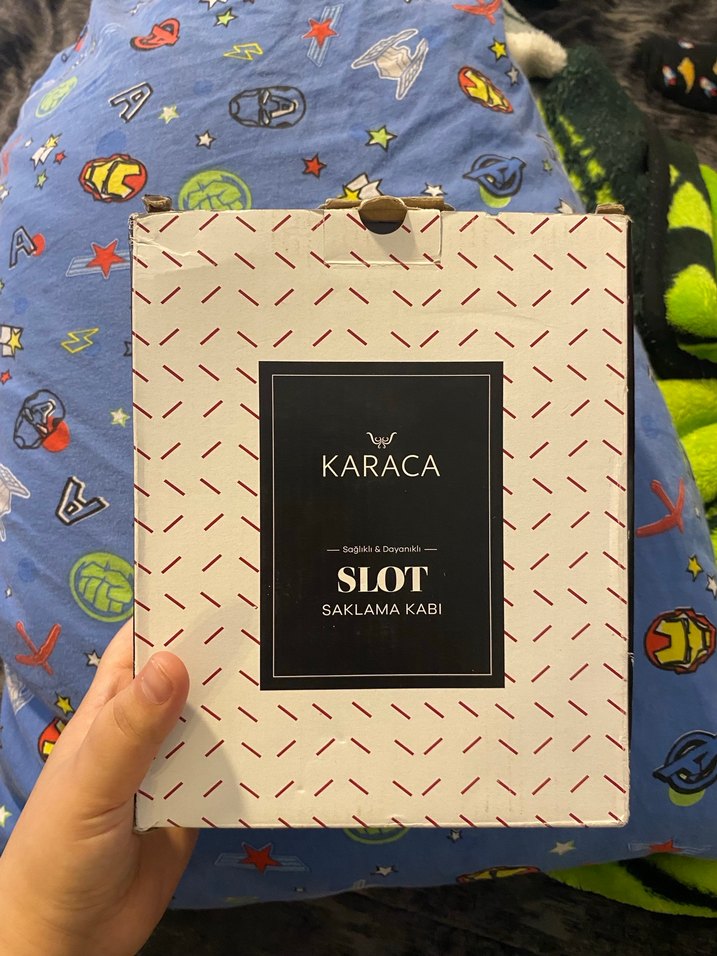 KARACA
Sağlıklı & Dayanıklı
SLOT
SAKLAMA KABI